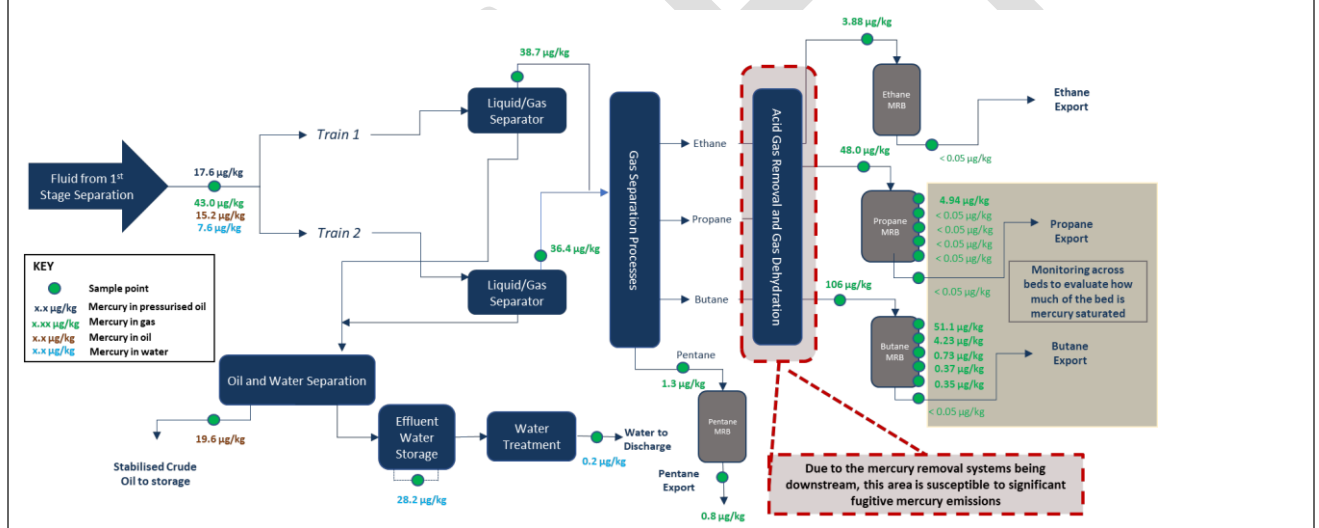 3.88 µg/kg
38.7 µg/kg
Liquid/Gas
Separator
Train 1
Fluid from 1st
Stage Separation
17.6 µg/kg
43.0 µg/kg
15.2 µg/kg
7.6 µg/kg
Train 2
36.4 µg/kg
Liquid/Gas
Separator
KEY
Sample point
x.x µg/kg Mercury in pressurised oil
x.xx µg/kg Mercury in gas
x.x µg/kg Mercury in oil
x.x µg/kg Mercury in water
Gas Separation Processes
Ethane
Propane
Butane
Pentane
Acid Gas Removal and Gas Dehydration
Ethane
MRB
Ethane
Export
< 0.05 µg/kg
48.0 µg/kg
Propane
MRB
4.94 µg/kg
< 0.05 µg/kg
< 0.05 µg/kg
< 0.05 µg/kg
< 0.05 µg/kg
< 0.05 µg/kg
Propane
Export
Monitoring across
beds to evaluate how
much of the bed is
mercury saturated
106 µg/kg
Butane
MRB
51.1 µg/kg
4.23 µg/kg
0.73 µg/kg
0.37 µg/kg
0.35 µg/kg
< 0.05 µg/kg
Butane
Export
1.3 µg/kg
Pentane
MRB
Pentane
Export
0.8 µg/kg
Oil and Water Separation
19.6 µg/kg
Stabilised Crude
Oil to storage
Effluent
Water
Storage
28.2 µg/kg
Water
Treatment
Water to
Discharge
0.2 µg/kg
Due to the mercury removal systems being
downstream, this area is susceptible to significant
fugitive mercury emissions